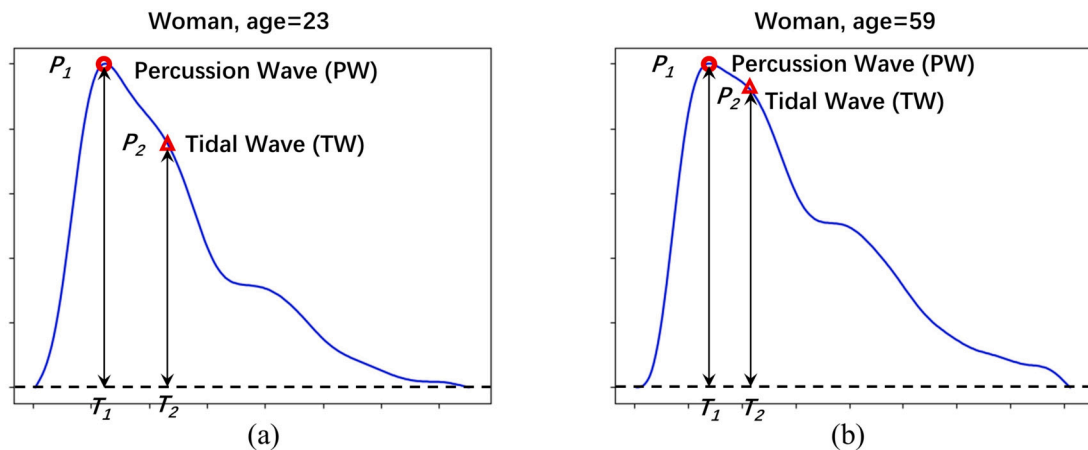 Woman, age=23
P1
Percussion Wave (PW)
P2
Tidal Wave (TW)
T1
T2
(a)
Woman, age=59
P1
Percussion Wave (PW)
P2
Tidal Wave (TW)
T1
T2
(b)